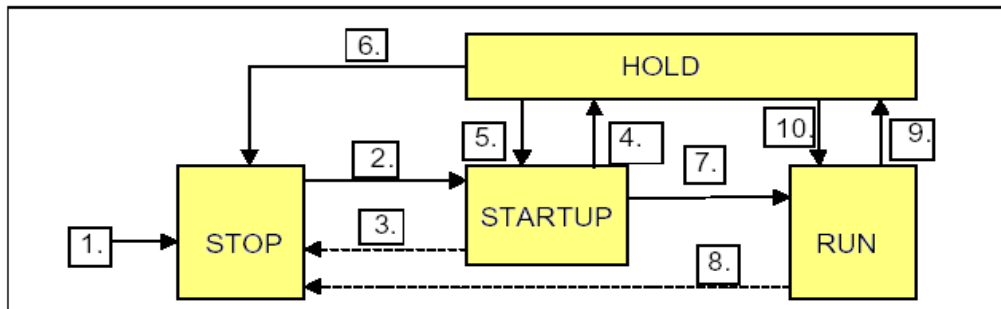 6.
HOLD
5.
4.
10.
9.
2.
7.
STARTUP
1.
STOP
3.
RUN
8.